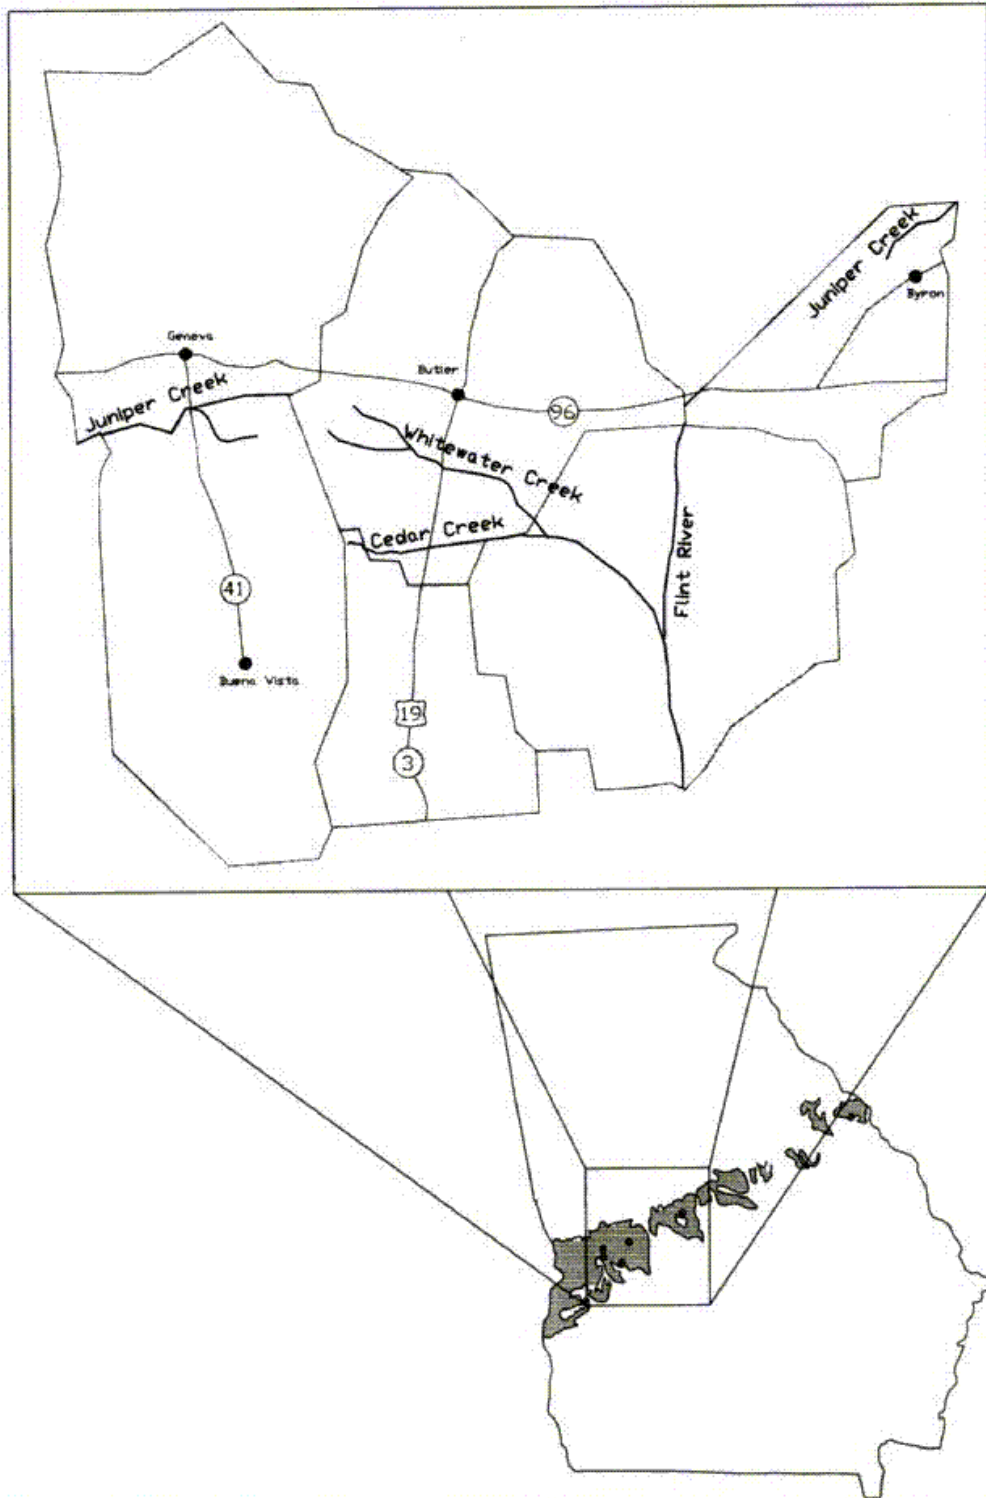 Juniper Creek
Byron
Geneva
Juniper Creek
Butler
96
Whitewater Creek
Cedar Creek
Flint River
41
Buena Vista
19
3